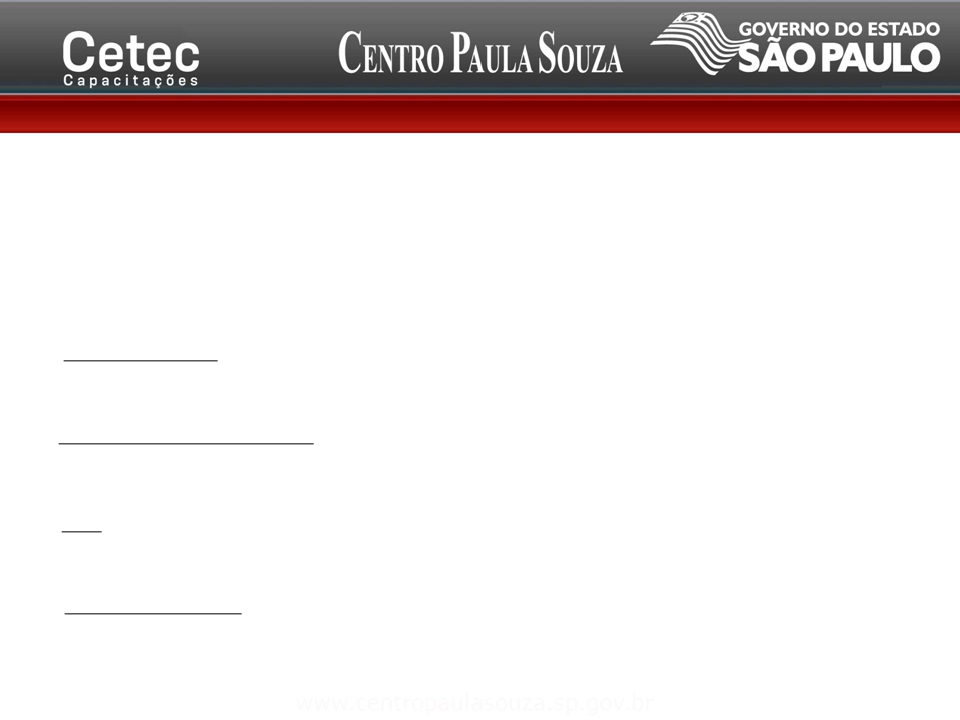 Cetec
Capacitações
CENTRO PAULA SOUZA
GOVERNO DO ESTADO
SÃO PAULO
www.centropaulasouza.sp.gov.br